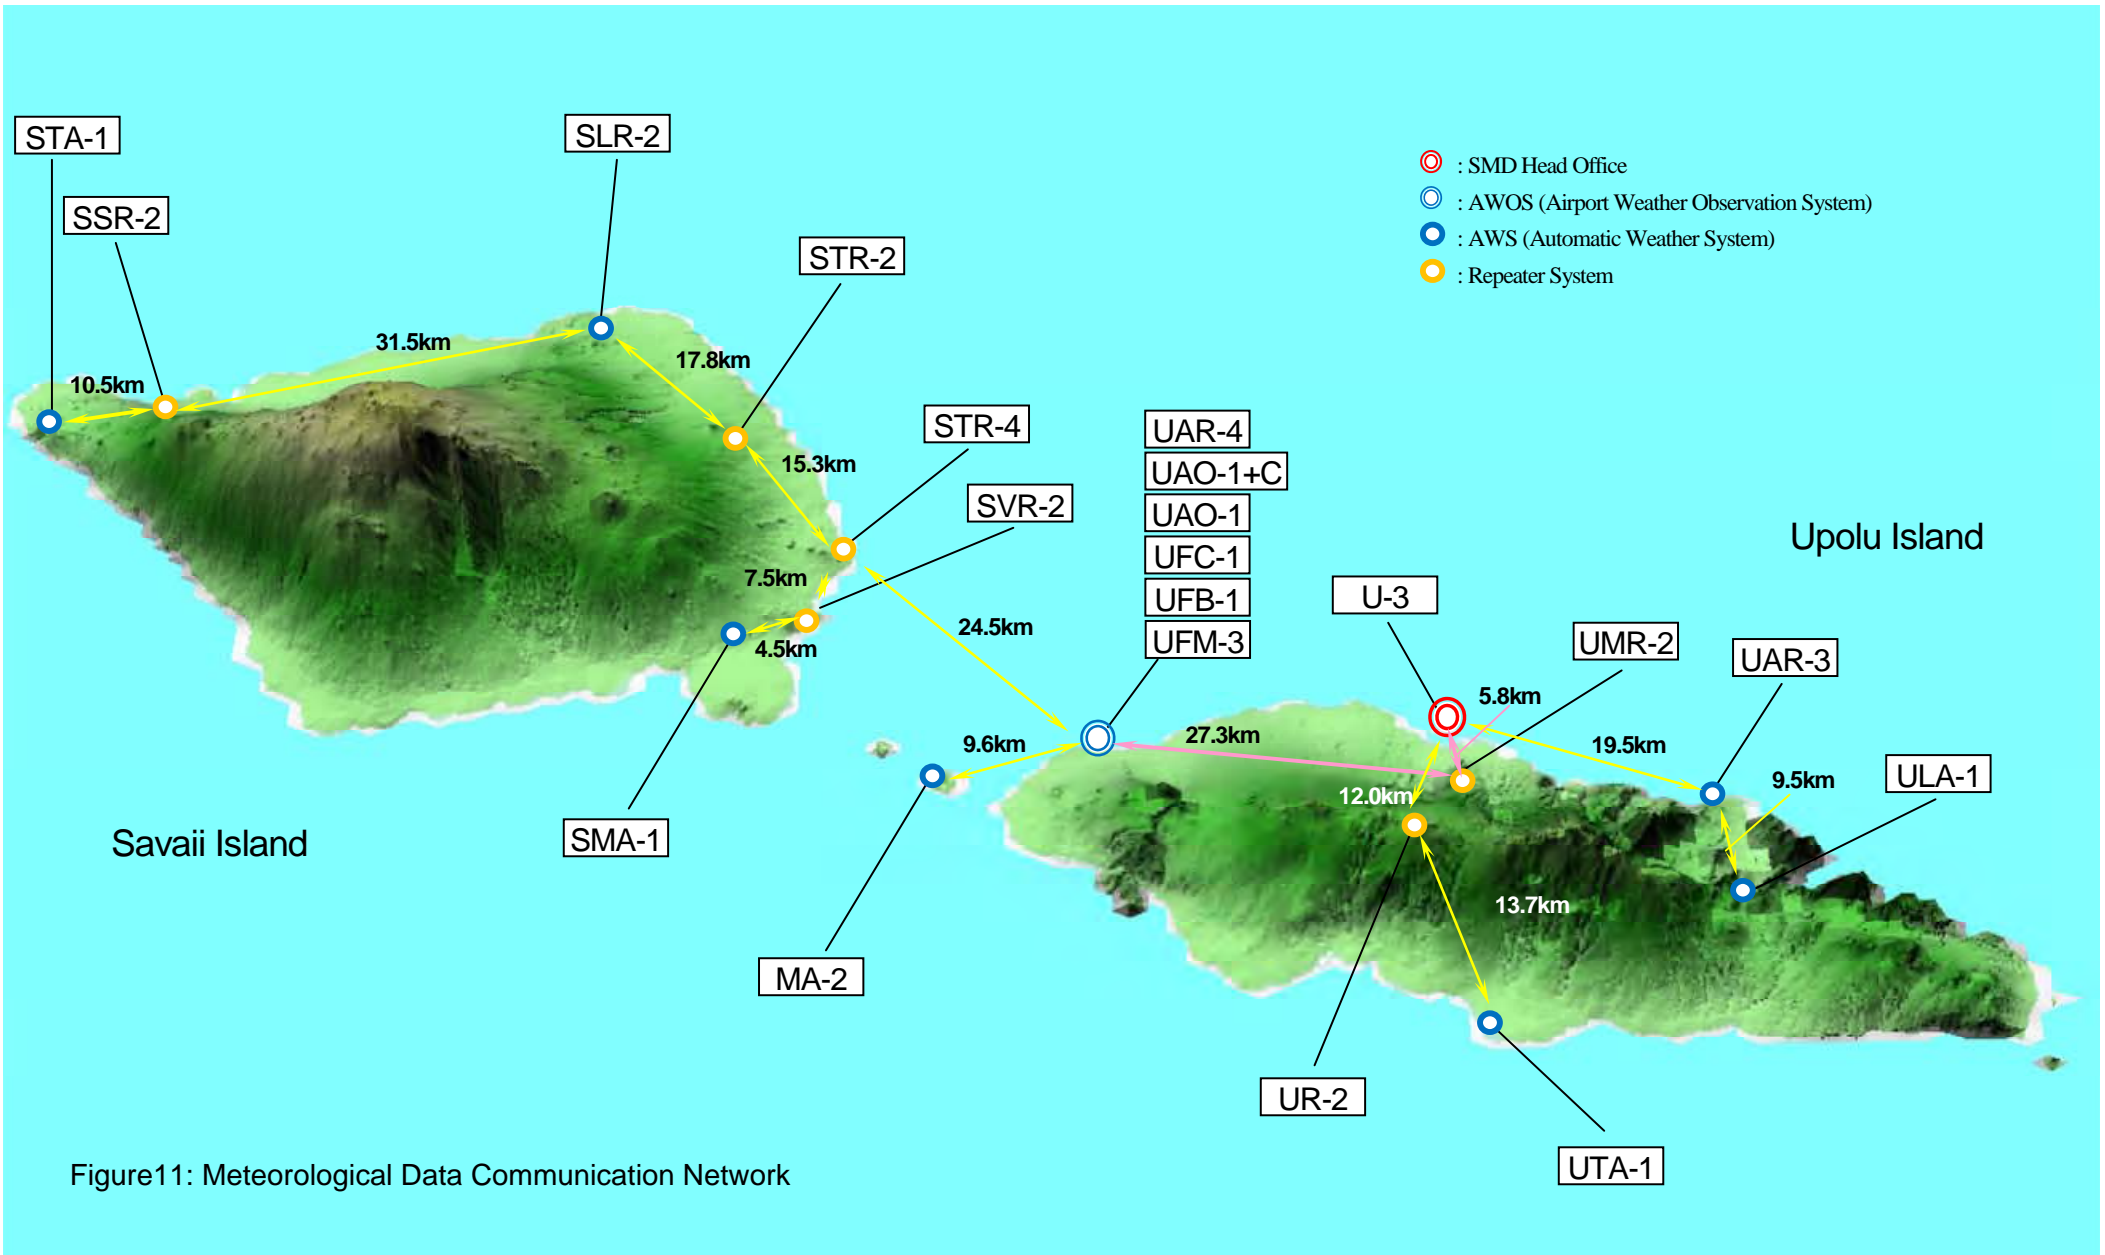 STA-1
SLR-2
SSR-2
STR-2
: SMD Head Office
: AWOS (Airport Weather Observation System)
: AWS (Automatic Weather System)
: Repeater System
31.5km
17.8km
10.5km
STR-4
15.3km
SVR-2
7.5km
4.5km
24.5km
UAR-4
UAO-1+C
UAO-1
UFC-1
UFB-1
UFM-3
Upolu Island
U-3
UMR-2
UAR-3
5.8km
27.3km
9.6km
19.5km
9.5km
ULA-1
12.0km
Savaii Island
SMA-1
13.7km
MA-2
UR-2
UTA-1
Figure11: Meteorological Data Communication Network